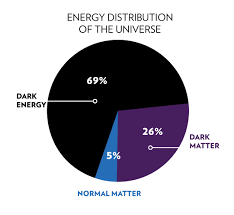 ENERGY DISTRIBUTION
OF THE UNIVERSE
69%
DARK
ENERGY
26%
DARK
MATTER
5%
NORMAL MATTER